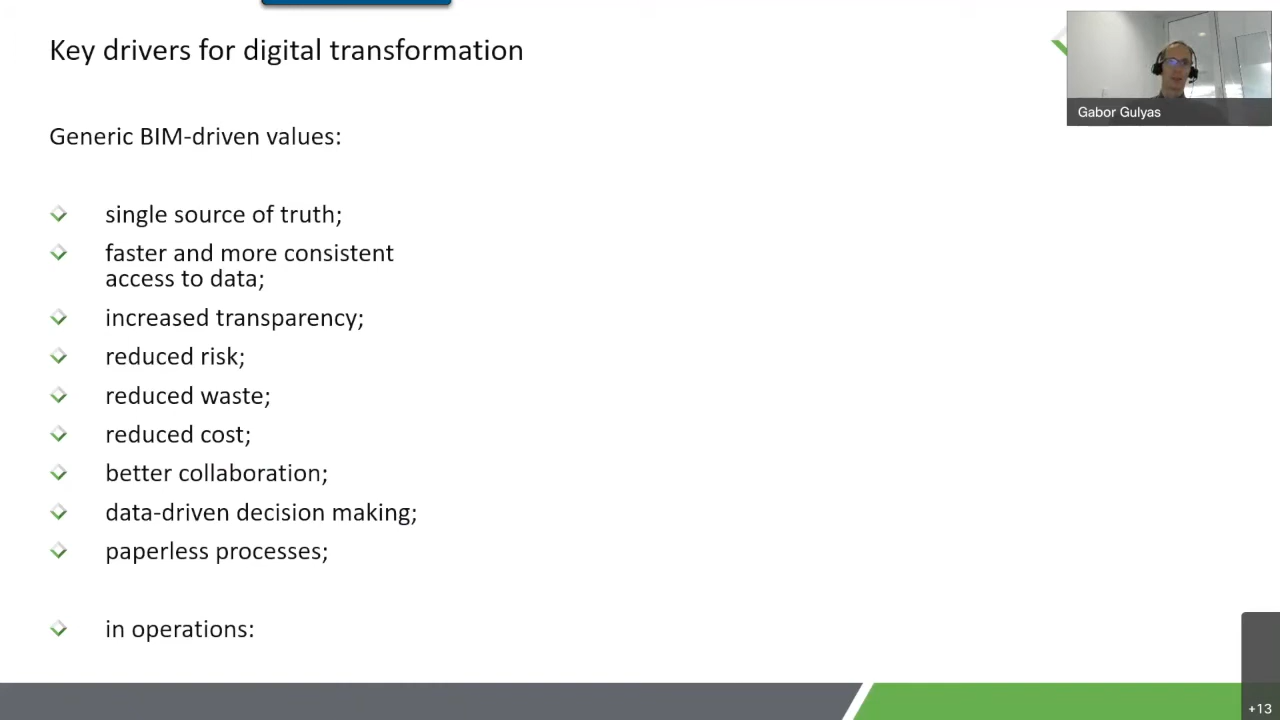 Key drivers for digital transformation
Gabor Gulyas
Generic BIM-driven values:
single source of truth;
faster and more consistent
access to data;
increased transparency;
reduced risk;
reduced waste;
reduced cost;
better collaboration;
data-driven decision making;
paperless processes;
in operations:
+13